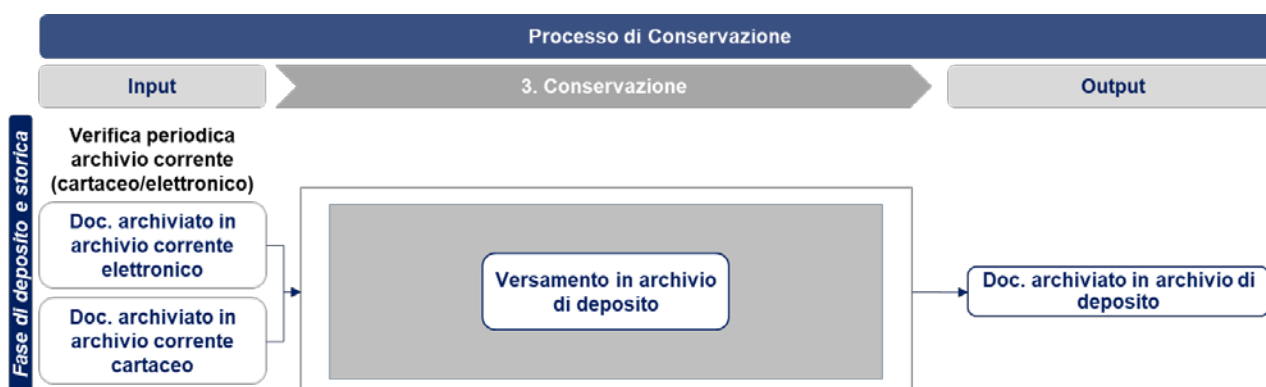 Processo di Conservazione
Input
3. Conservazione
Output
Fase di deposito e storica
Verifica periodica
archivio corrente
(cartaceo/elettronico)
Doc. archiviato in
archivio corrente
elettronico
Doc. archiviato in
archivio corrente
cartaceo
Versamento in archivio
di deposito
Doc. archiviato in archivio di
deposito